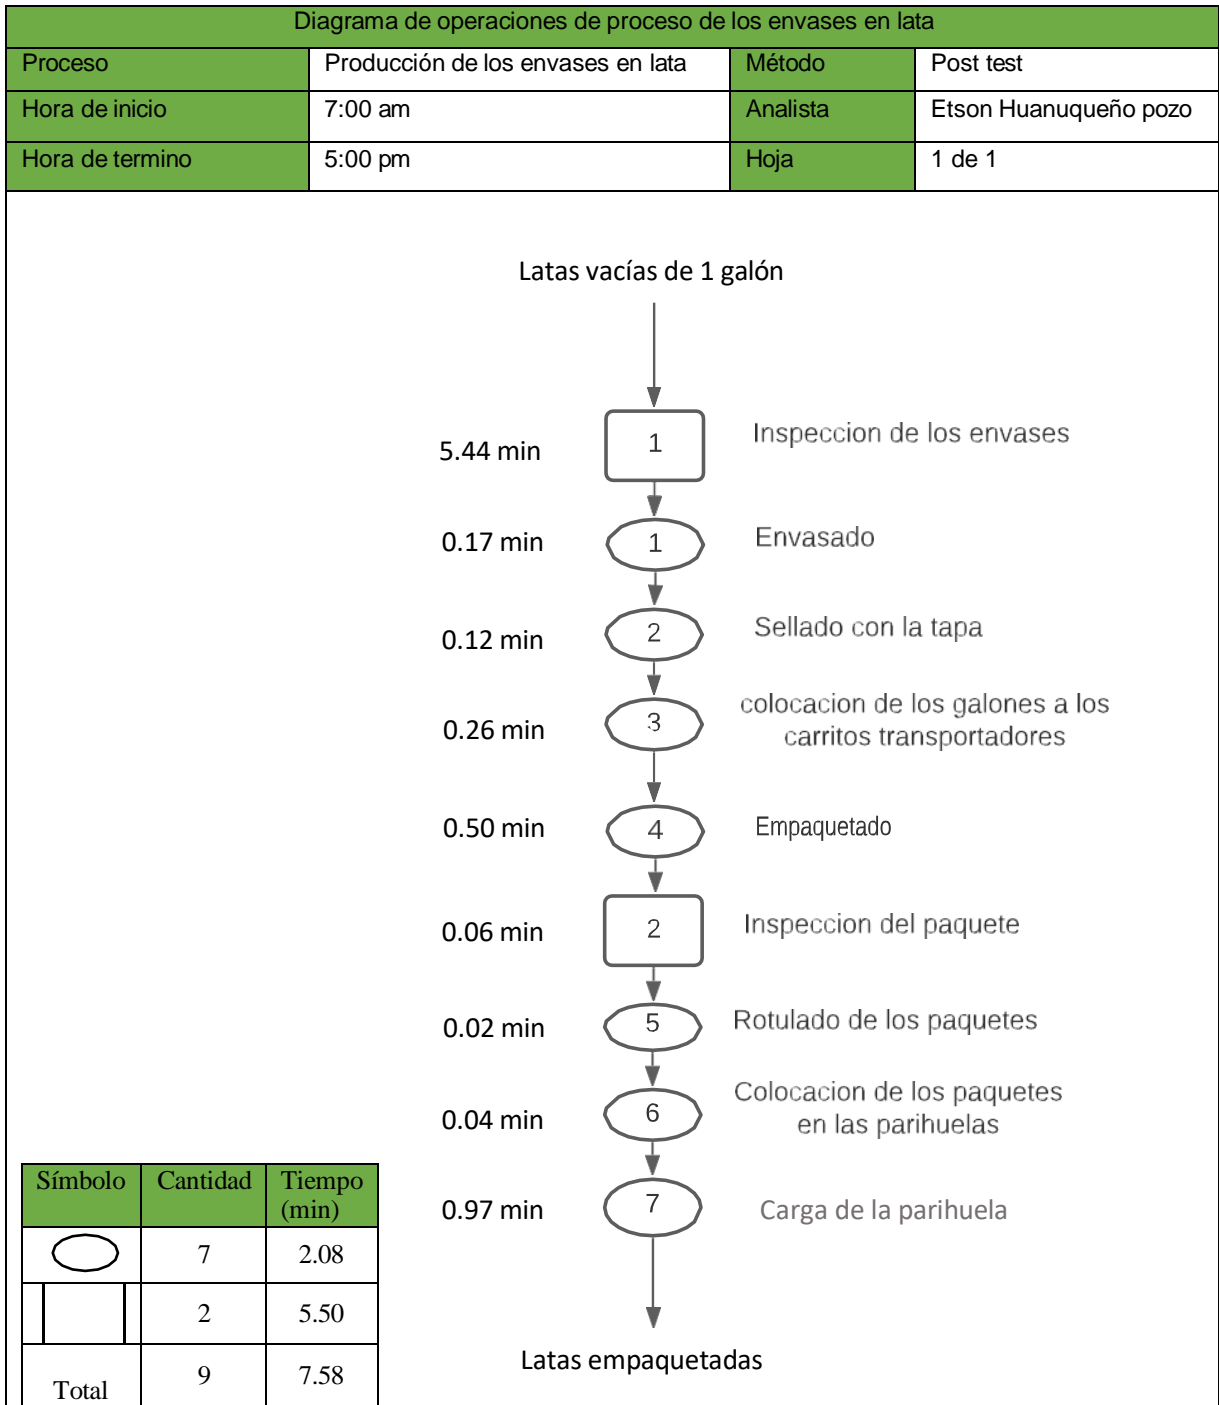 Diagrama de operaciones de proceso de los envases en lata
Proceso Producción de los envases en lata Método Post test
Hora de inicio 7:00 am Analista Etson Huanuqueño pozo
Hora de termino 5:00 pm Hoja 1 de 1
Latas vacías de 1 galón
5.44 min 1 Inspeccion de los envases
0.17 min 1 Envasado
0.12 min 2 Sellado con la tapa
0.26 min 3 colocacion de los galones a los
carritos transportadores
0.50 min 4 Empaquetado
0.06 min 2 Inspeccion del paquete
0.02 min 5 Rotulado de los paquetes
0.04 min 6 Colocacion de los paquetes
en las parihuelas
0.97 min 7 Carga de la parihuela
Latas empaquetadas
Símbolo Cantidad Tiempo
(min)
7 2.08
2 5.50
Total 9 7.58